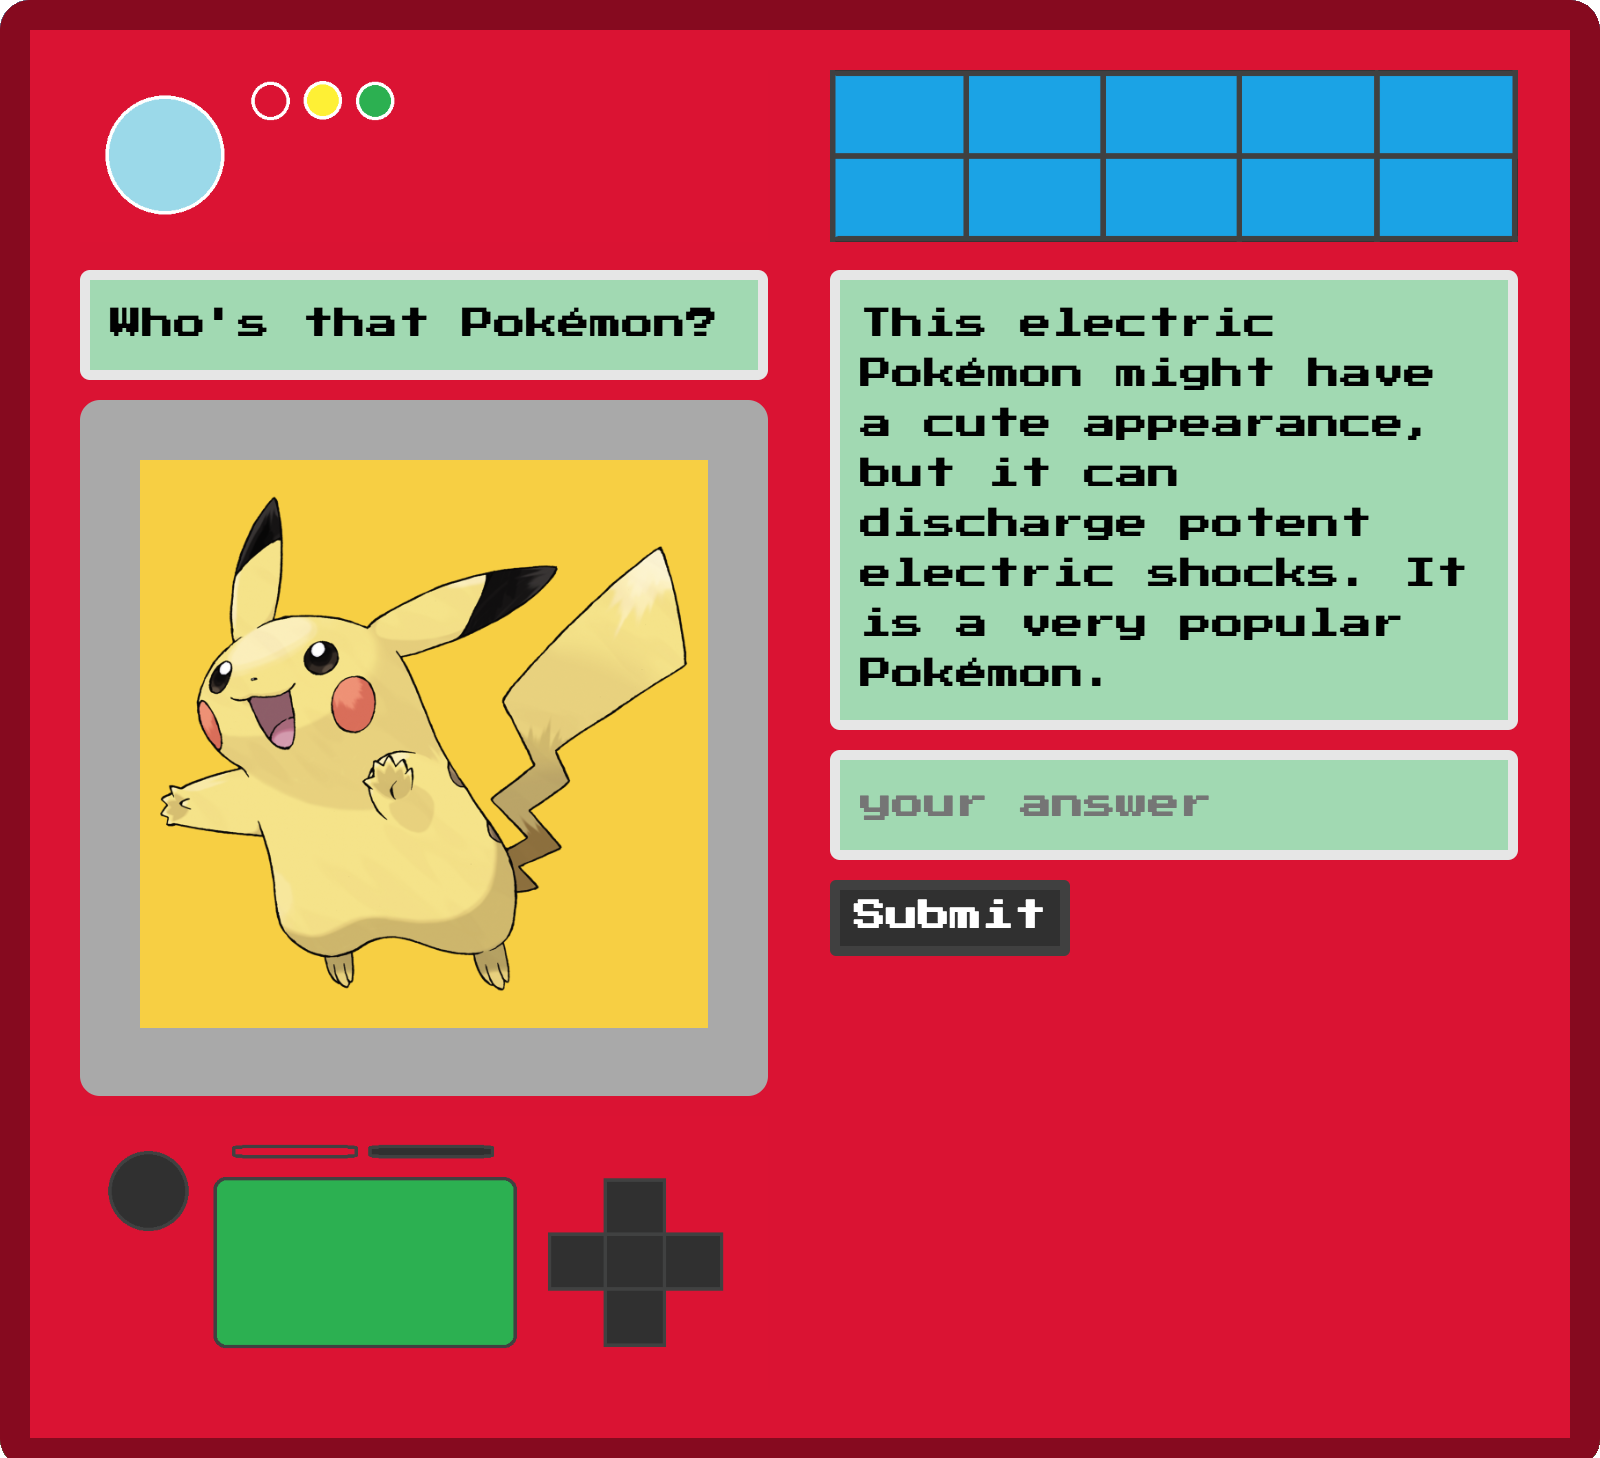 Who's that Pokémon?
This electric
Pokémon might have
a cute appearance,
but it can
discharge potent
electric shocks. It
is a very popular
Pokémon.
your answer
Submit